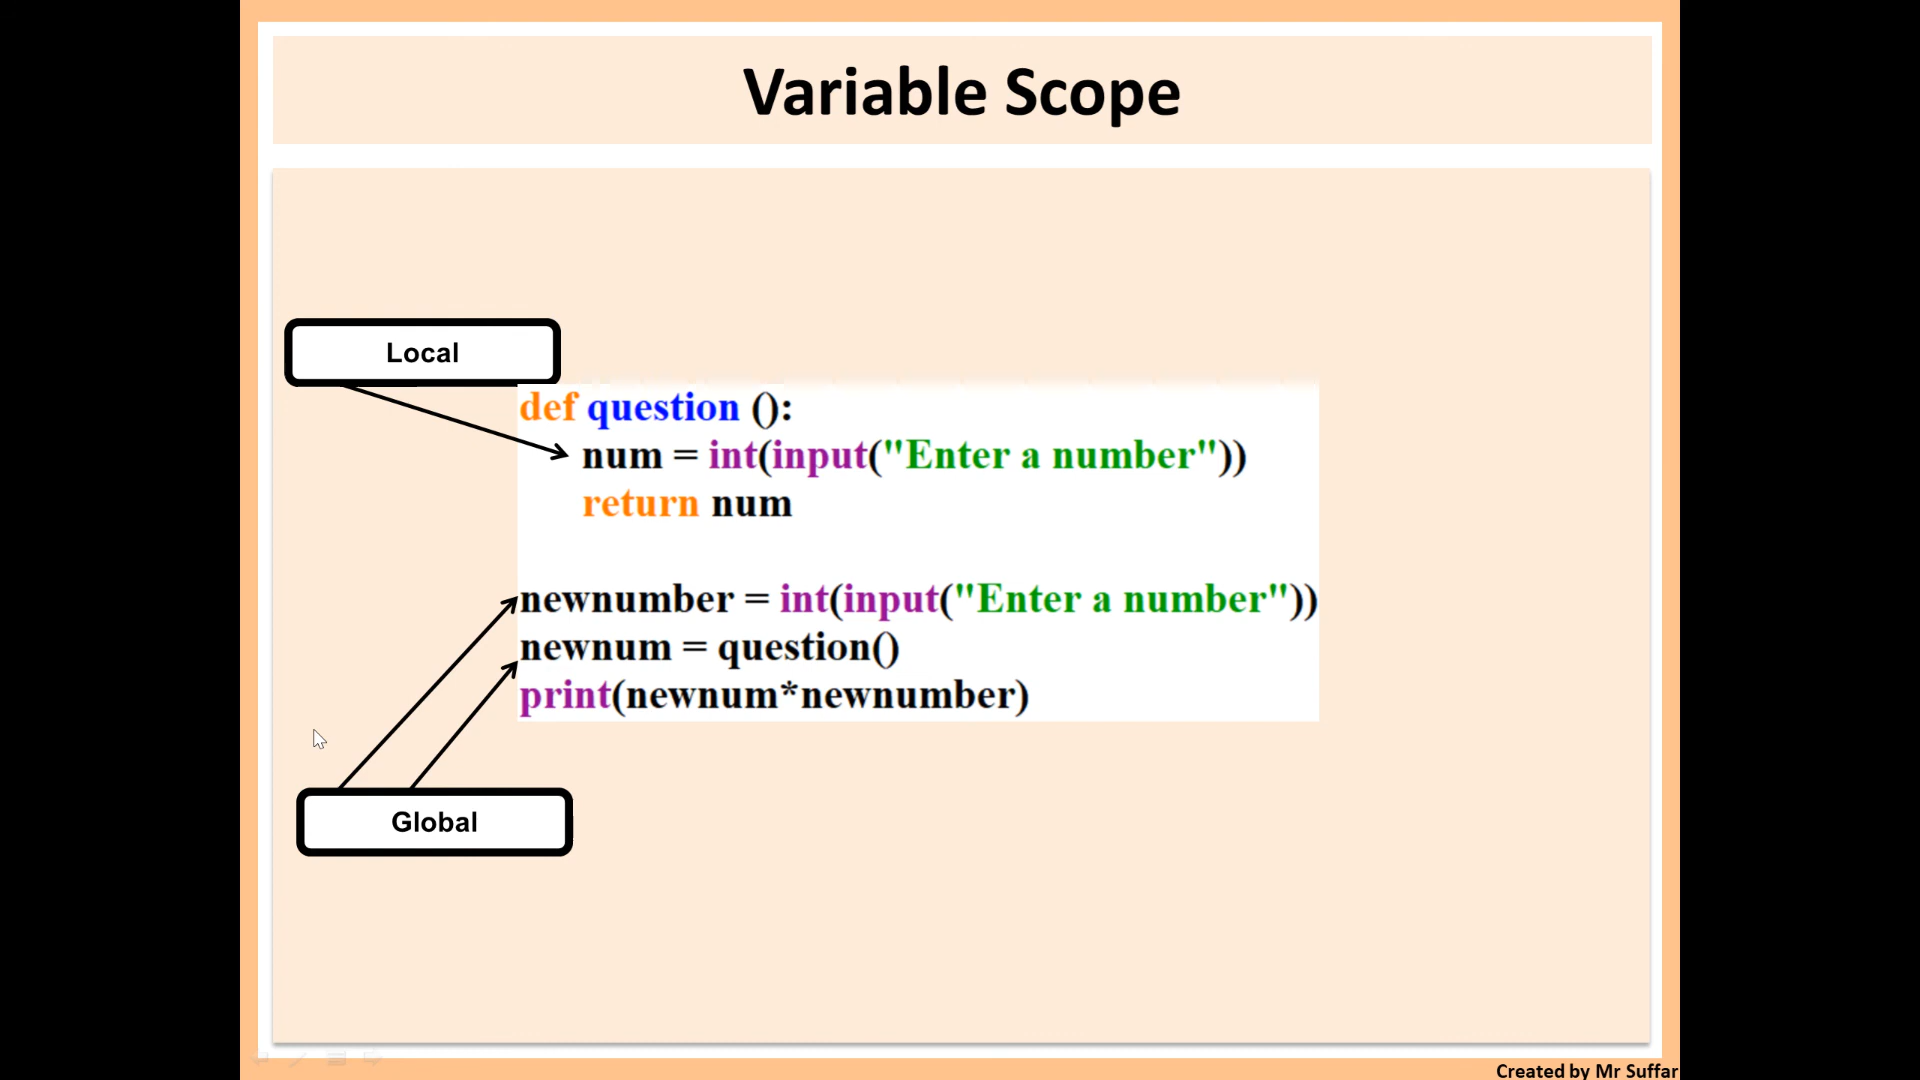 Variable Scope
Local
def question ():
num = int(input("Enter a number"))
return num
newnumber = int(input("Enter a number"))
newnum = question()
print(newnum*newnumber)
Global
Created by Mr Suffar